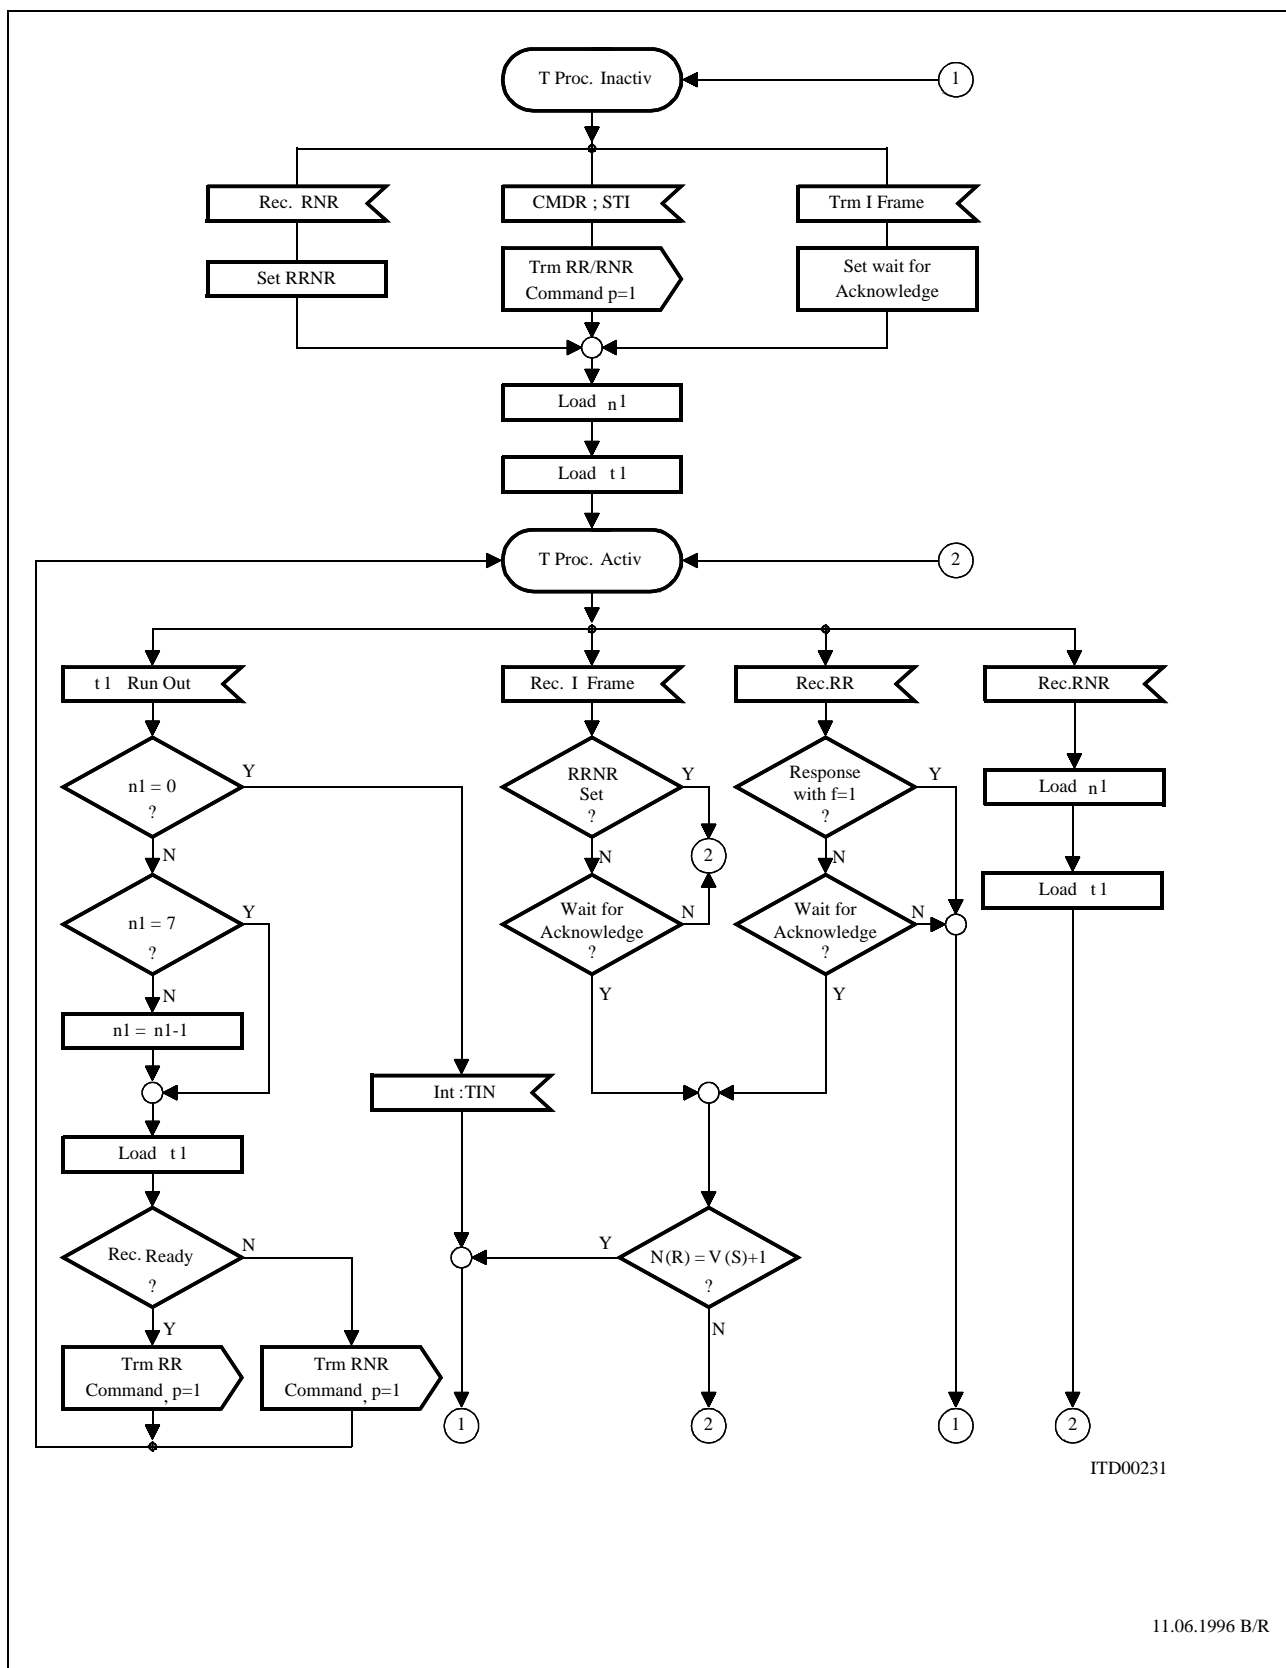 T Proc. Inactiv
1
Rec. RNR
CMDR ; STI
Trm I Frame
Set RRNR
Trm RR/RNR
Command p=1
Set wait for
Acknowledge
Load n1
Load t1
T Proc. Activ
2
t1 Run Out
Rec. I Frame
Rec.RR
Rec.RNR
n1 = 0
?
Y
N
RRNR
Set
?
Y
N
2
Response
with f=1
?
Y
N
Load n1
n1 = 7
?
Y
N
Wait for
Acknowledge
?
N
Y
Wait for
Acknowledge
?
N
Y
Load t1
n1 = n1-1
Int :TIN
Load t1
Rec. Ready
?
N
Y
N(R) = V(S)+1
?
Y
N
Trm RR
Command, p=1
Trm RNR
Command, p=1
1
2
1
2
ITD00231
11.06.1996 B/R